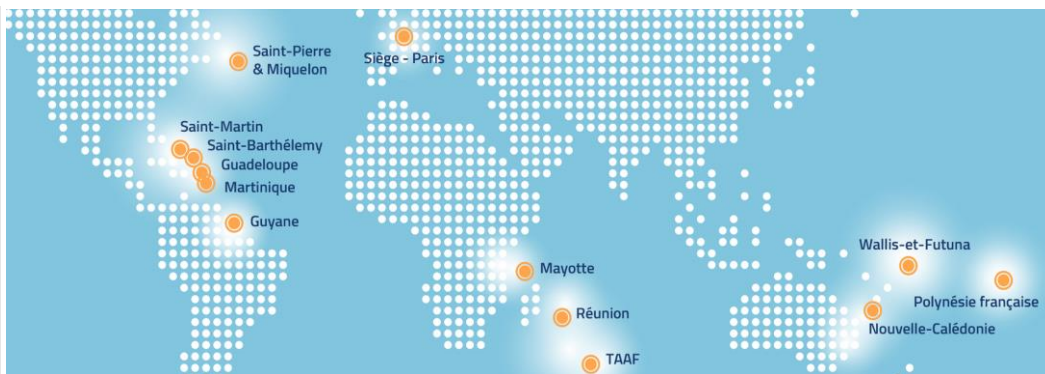 Saint-Pierre
& Miquelon
Siège - Paris
Saint-Martin
Saint-Barthélemy
Guadeloupe
Martinique
Guyane
Mayotte
Réunion
TAAF
Wallis-et-Futuna
Polynésie française
Nouvelle-Calédonie